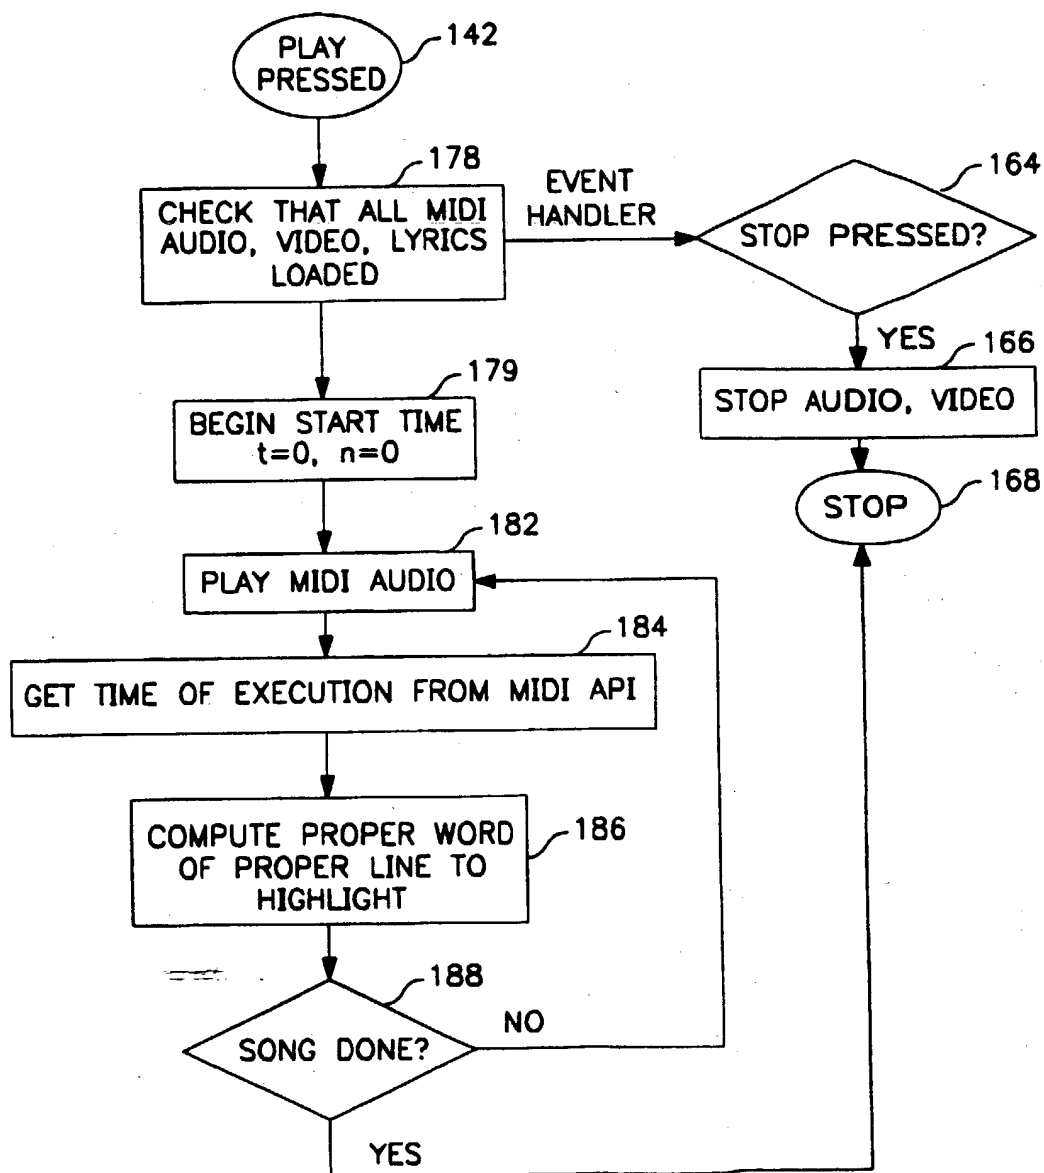 PLAY
PRESSED
142
178
CHECK THAT ALL MIDI
AUDIO, VIDEO, LYRICS
LOADED
EVENT
HANDLER
164
STOP PRESSED?
YES
166
STOP AUDIO, VIDEO
168
STOP
179
BEGIN START TIME
t=0, n=0
182
PLAY MIDI AUDIO
184
GET TIME OF EXECUTION FROM MIDI API
186
COMPUTE PROPER WORD
OF PROPER LINE TO
HIGHLIGHT
188
SONG DONE?
NO
YES